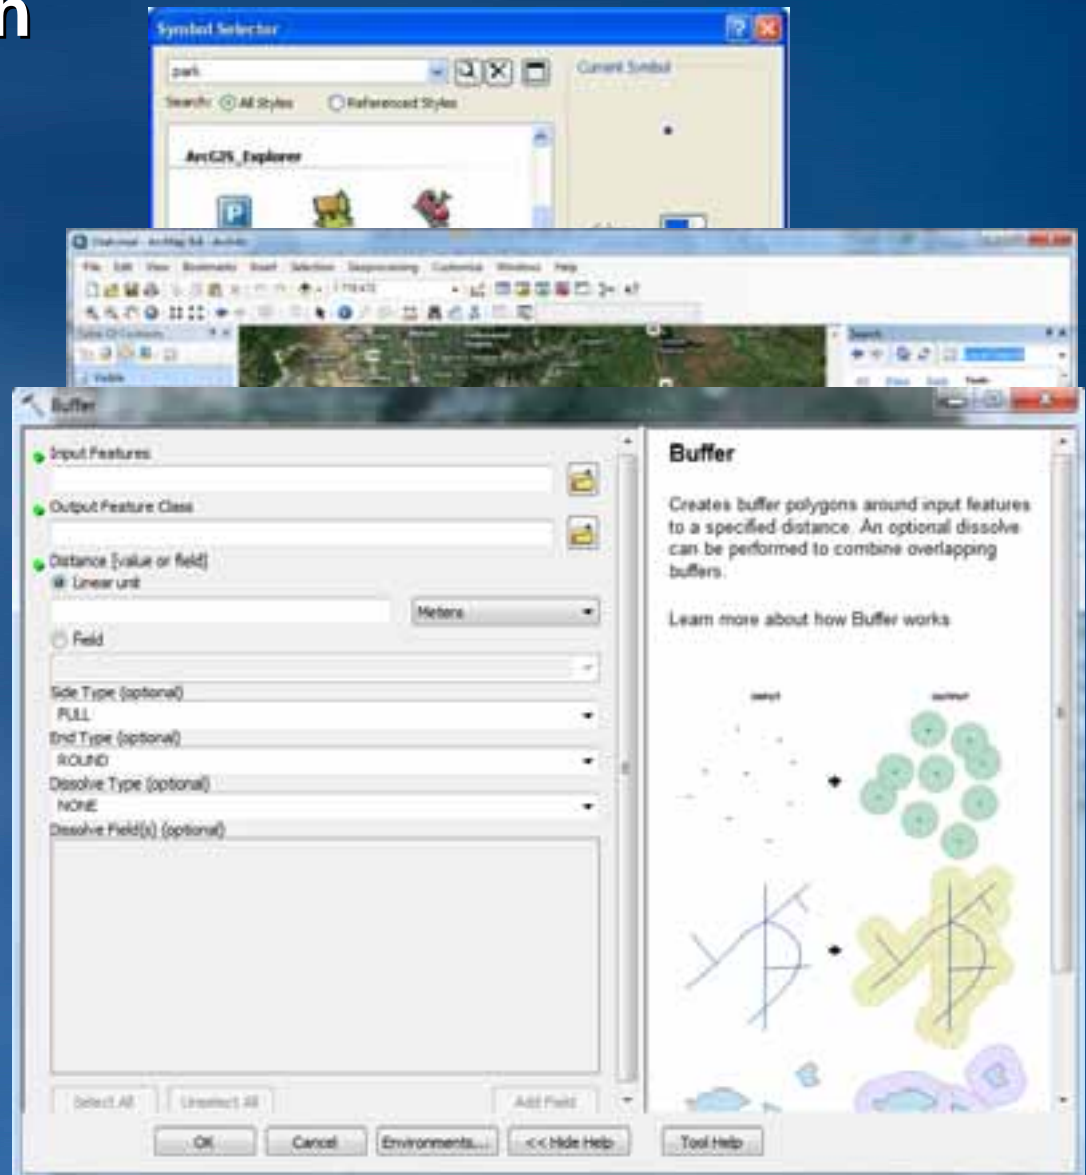 n
Symbol Selector
park
Current Symbol
Search: All Styles Referenced Styles
ArcGIS_Explorer
P
File Edit View Bookmarks Insert Selection Geoprocessing Customize Windows Help
Table Of Contents
Search
Buffer
Input Features
Output Feature Class
Distance [value or field]
Linear unit
Meters
Field
Side Type (optional)
FULL
End Type (optional)
ROUND
Dissolve Type (optional)
NONE
Dissolve Field(s) (optional)
Select All Unselect All Add Field
OK Cancel Environments... << Hide Help Tool Help
Buffer
Creates buffer polygons around input features
to a specified distance. An optional dissolve
can be performed to combine overlapping
buffers.
Learn more about how Buffer works
INPUT OUTPUT